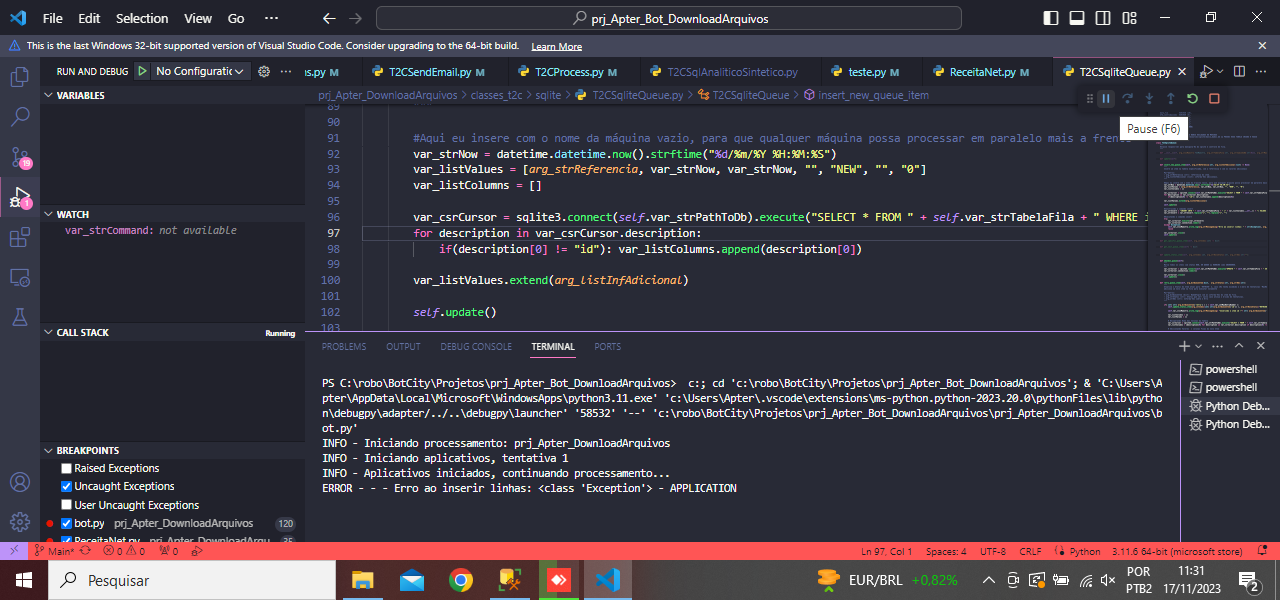 File Edit Selection View Go ··· prj_Apter_Bot_DownloadArquivos
This is the last Windows 32-bit supported version of Visual Studio Code. Consider upgrading to the 64-bit build. Learn More
RUN AND DEBUG No Configuratic ··· s.py M T2CSendEmail.py M T2CProcess.py M T2CSqlAnaliticoSintetico.py teste.py M ReceitaNet.py M T2CSqliteQueue.py
VARIABLES
prj_Apter_Bot_DownloadArquivos > classes_t2c > sqlite > T2CSqliteQueue.py > T2CSqliteQueue > insert_new_queue_item
Pause (F6)
89
90
91 #Aqui eu insere com o nome da máquina vazio, para que qualquer máquina possa processar em paralelo mais a frente
92 var_strNow = datetime.datetime.now().strftime("%d/%m/%Y %H:%M:%S")
93 var_listValues = [arg_strReferencia, var_strNow, var_strNow, "", "NEW", "", "0"]
94 var_listColumns = []
95
96 var_csrCursor = sqlite3.connect(self.var_strPathToDb).execute("SELECT * FROM " + self.var_strTabelaFila + " WHERE i
97 for description in var_csrCursor.description:
98 if(description[0] != "id"): var_listColumns.append(description[0])
99
100 var_listValues.extend(arg_listInfAdicional)
101
102 self.update()
103
WATCH
var_strCommand: not available
CALL STACK Running
BREAKPOINTS
Raised Exceptions
Uncaught Exceptions
User Uncaught Exceptions
bot.py prj_Apter_DownloadArquivos 120
ReceitaNet.py prj_Apter_DownloadArqu... 35
19
1
PROBLEMS OUTPUT DEBUG CONSOLE TERMINAL PORTS
PS C:\robo\BotCity\Projetos\prj_Apter_Bot_DownloadArquivos> c:; cd 'c:\robo\BotCity\Projetos\prj_Apter_Bot_DownloadArquivos'; & 'C:\Users\A
pter\AppData\Local\Microsoft\WindowsApps\python3.11.exe' 'c:\Users\Apter\.vscode\extensions\ms-python.python-2023.20.0\pythonFiles\lib\pytho
n\debugpy\adapter/../..\debugpy\launcher' '58532' '--' 'c:\robo\BotCity\Projetos\prj_Apter_Bot_DownloadArquivos\prj_Apter_DownloadArquivos\b
ot.py'
INFO - Iniciando processamento: prj_Apter_DownloadArquivos
INFO - Iniciando aplicativos, tentativa 1
INFO - Aplicativos iniciados, continuando processamento...
ERROR - - - Erro ao inserir linhas: <class 'Exception'> - APPLICATION
powershell
powershell
Python Deb...
Python Deb...
Main* 0 0 0 Ln 97, Col 1 Spaces: 4 UTF-8 CRLF Python 3.11.6 64-bit (microsoft store)
Pesquisar EUR/BRL +0,82% POR PTB2 11:31 17/11/2023 2